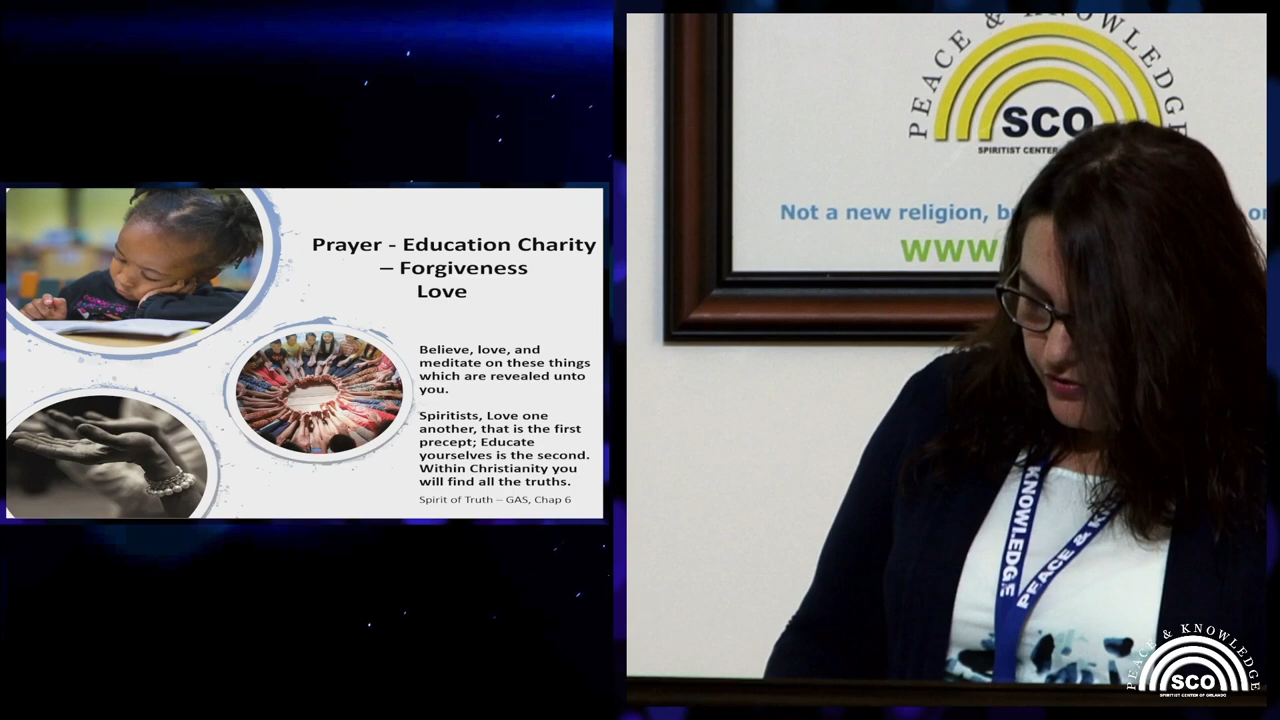 Prayer - Education Charity
– Forgiveness
Love
Believe, love, and
meditate on these things
which are revealed unto
you.
Spiritists, Love one
another, that is the first
precept; Educate
yourselves is the second.
Within Christianity you
will find all the truths.
Spirit of Truth – GAS, Chap 6
PEACE & KNOWLEDGE
SCO
SPIRITIST CENTER
Not a new religion, b
WWW
KNOWLEDGE
PEACE & K
PEACE & KNOWLEDGE
SCO
SPIRITIST CENTER OF ORLANDO